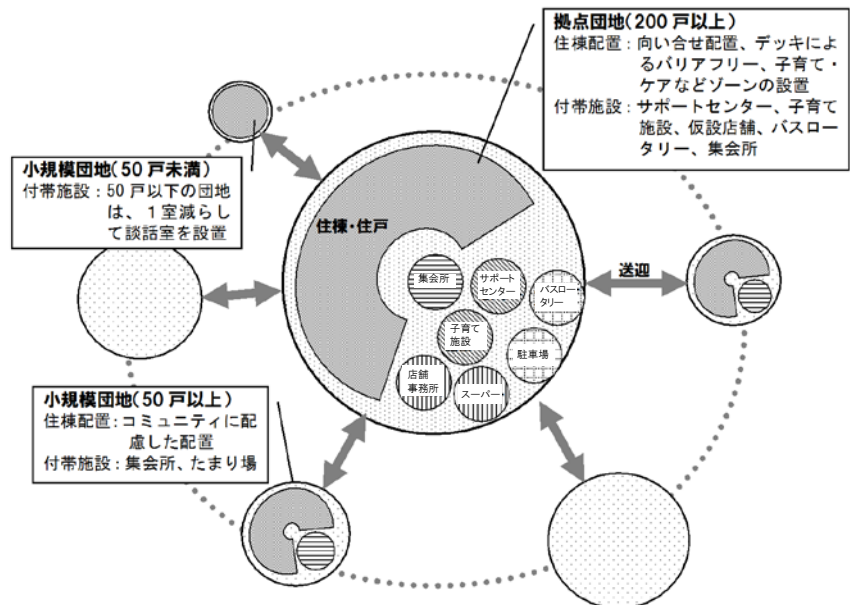 拠点団地(200戸以上)
住棟配置：向い合せ配置、デッキによ
るバリアフリー、子育て・
ケアなどゾーンの設置
付帯施設：サポートセンター、子育て
施設、仮設店舗、バスロー
タリー、集会所
小規模団地(50戸未満)
付帯施設：50戸以下の団地
は、1室減らし
て談話室を設置
住棟・住戸
集会所
サポート
センター
バスロー
タリー
送迎
子育て
施設
駐車場
店舗
事務所
スーパー
小規模団地(50戸以上)
住棟配置：コミュニティに配
慮した配置
付帯施設：集会所、たまり場